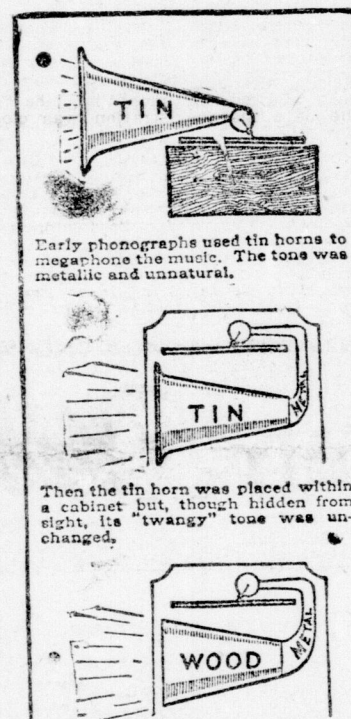 TIN
Early phonographs used tin horns to
megaphone the music. The tone was
metallic and unnatural.
TIN
METAL
Then the tin horn was placed within
a cabinet but, though hidden from
sight, its "twangy" tone was un-
changed.
METAL
WOOD